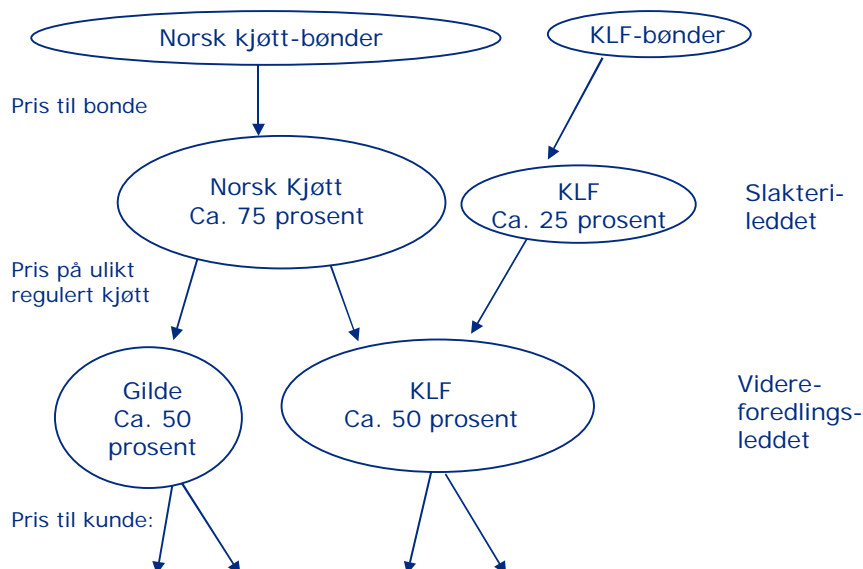 Norsk kjøtt-bønder
KLF-bønder
Pris til bonde
Norsk Kjøtt
Ca. 75 prosent
KLF
Ca. 25 prosent
Slakteri-
leddet
Pris på ulikt
regulert kjøtt
Gilde
Ca. 50
prosent
KLF
Ca. 50 prosent
Videre-
foredlings-
leddet
Pris til kunde: